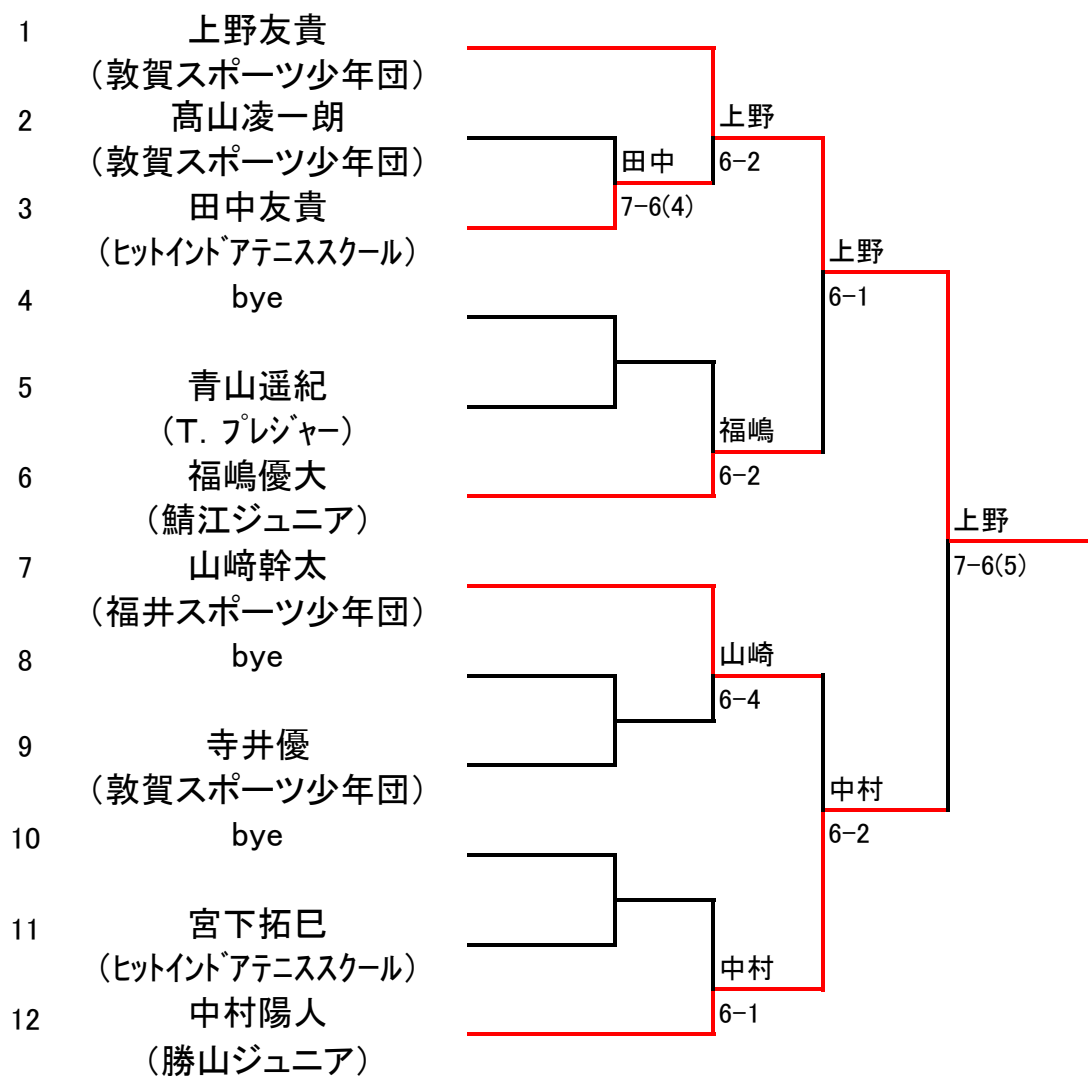 1 上野友貴
(敦賀スポーツ少年団)
2 髙山凌一朗
(敦賀スポーツ少年団)
3 田中友貴
(ヒットインドアテニススクール)
4 bye
5 青山遥紀
(T. プレジャー)
6 福嶋優大
(鯖江ジュニア)
7 山﨑幹太
(福井スポーツ少年団)
8 bye
9 寺井優
(敦賀スポーツ少年団)
10 bye
11 宮下拓巳
(ヒットインドアテニススクール)
12 中村陽人
(勝山ジュニア)
田中
7-6(4)
上野
6-2
福嶋
6-2
山崎
6-4
中村
6-1
上野
6-1
中村
6-2
上野
7-6(5)